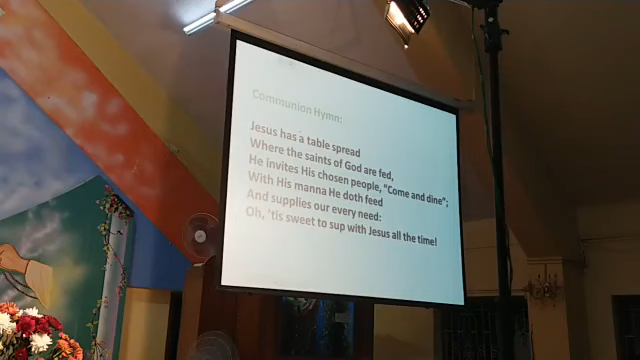 Communion Hymn:
Jesus has a table spread
Where the saints of God are fed,
He invites His chosen people, “Come and dine”;
With His manna He doth feed
And supplies our every need:
Oh, ’tis sweet to sup with Jesus all the time!